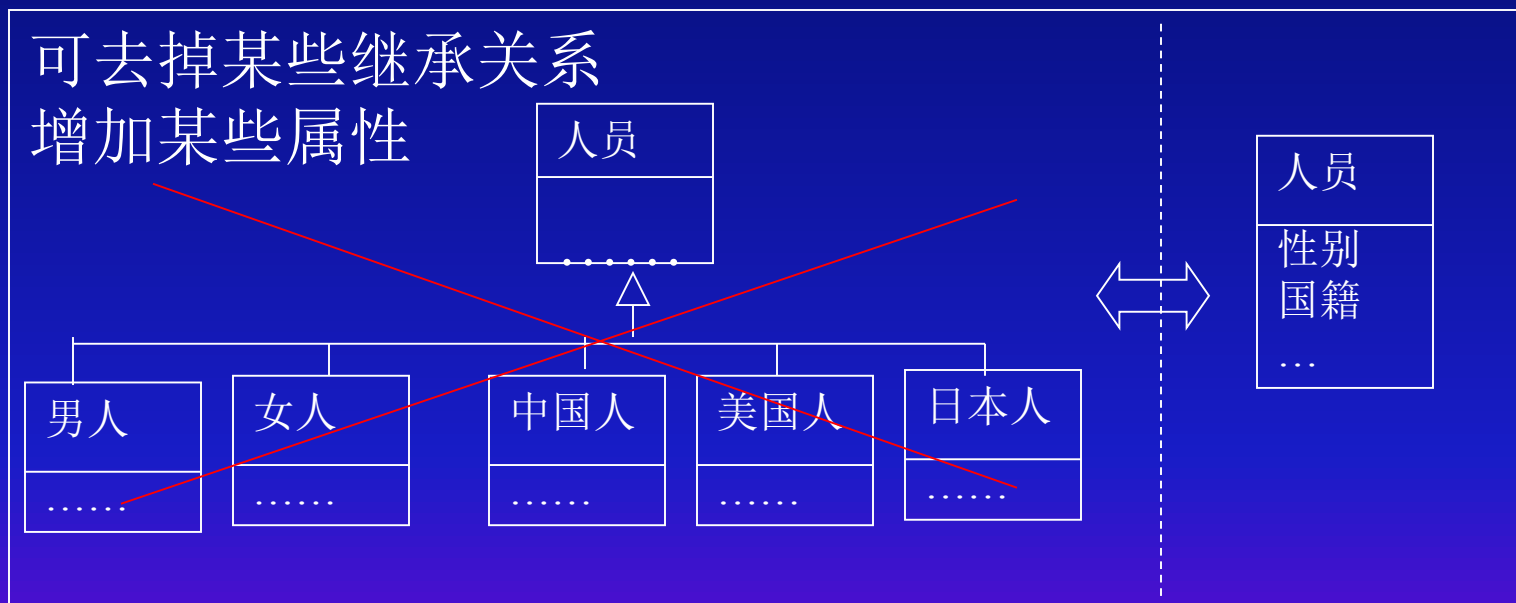 可去掉某些继承关系
增加某些属性
人员
......
男人
......
女人
......
中国人
......
美国人
......
日本人
......
人员
性别
国籍
...